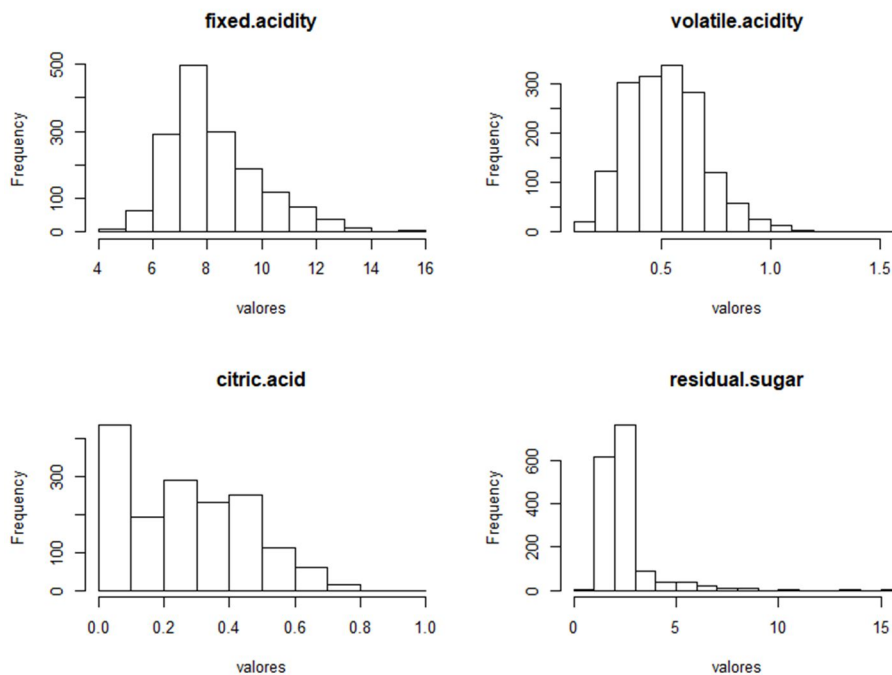 fixed.acidity
Frequency
0 100 300 500
4 6 8 10 12 14 16
valores
volatile.acidity
Frequency
0 100 200 300
0.5 1.0 1.5
valores
citric.acid
Frequency
0 100 300
0.0 0.2 0.4 0.6 0.8 1.0
valores
residual.sugar
Frequency
0 200 400 600
0 5 10 15
valores